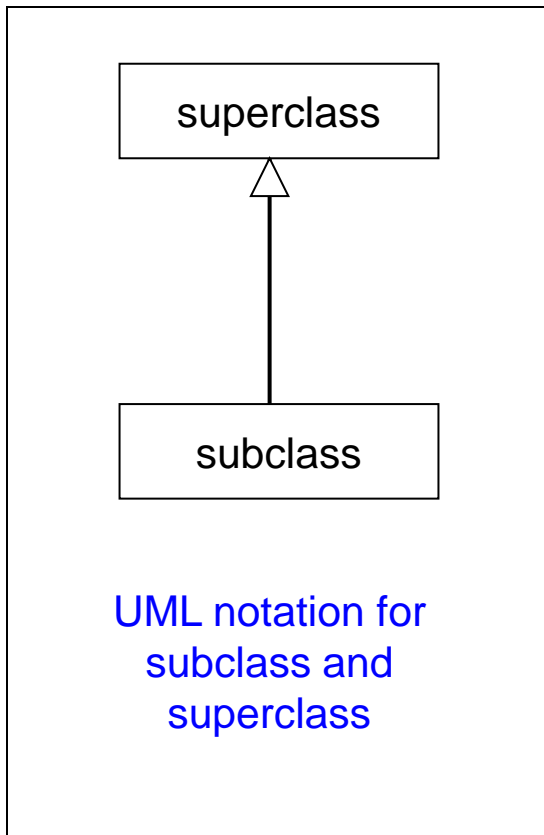 superclass
subclass
UML notation for
subclass and
superclass